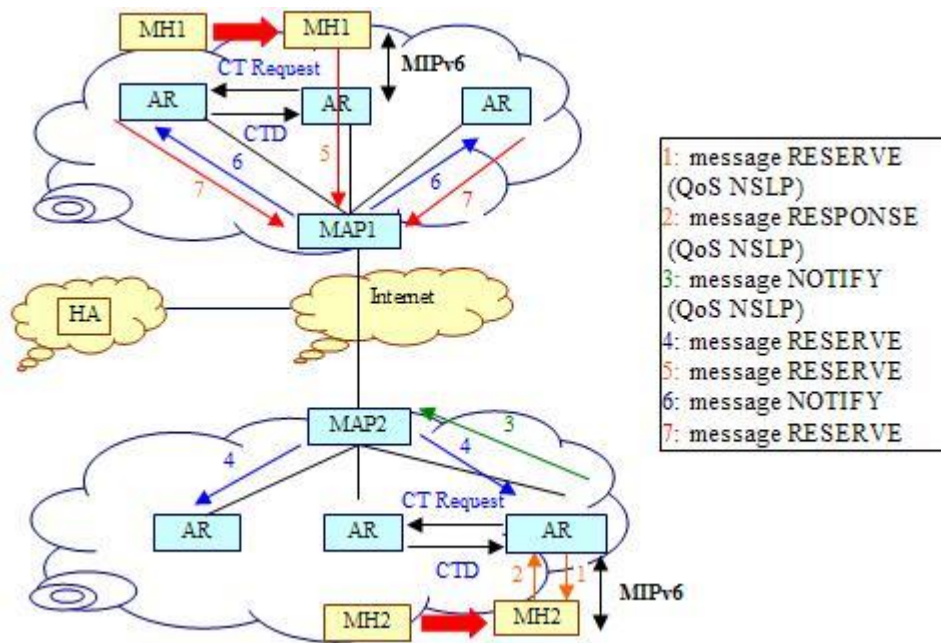 MH1
MH1
MIPv6
CT Request
AR
AR
AR
CTD
6
5
6
7
7
MAP1
HA
Internet
1: message RESERVE
(QoS NSLP)
2: message RESPONSE
(QoS NSLP)
3: message NOTIFY
(QoS NSLP)
4: message RESERVE
5: message RESERVE
6: message NOTIFY
7: message RESERVE
MAP2
3
4
4
CT Request
AR
AR
AR
CTD
2
1
MIPv6
MH2
MH2